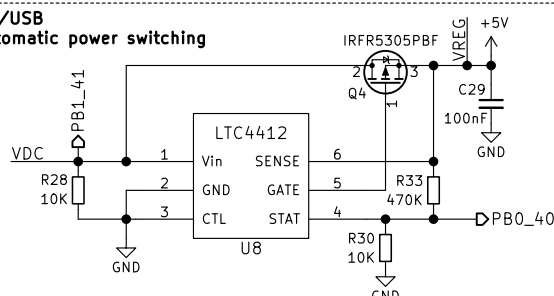 /USB
tomatic power switching
IRFR5305PBF
VREG
+5V
2
3
Q4
1
C29
100nF
GND
PB1_41
VDC
LTC4412
1
Vin
SENSE
6
2
GND
GATE
5
3
CTL
STAT
4
U8
R28
10K
GND
R33
470K
PB0_40
R30
10K
GND